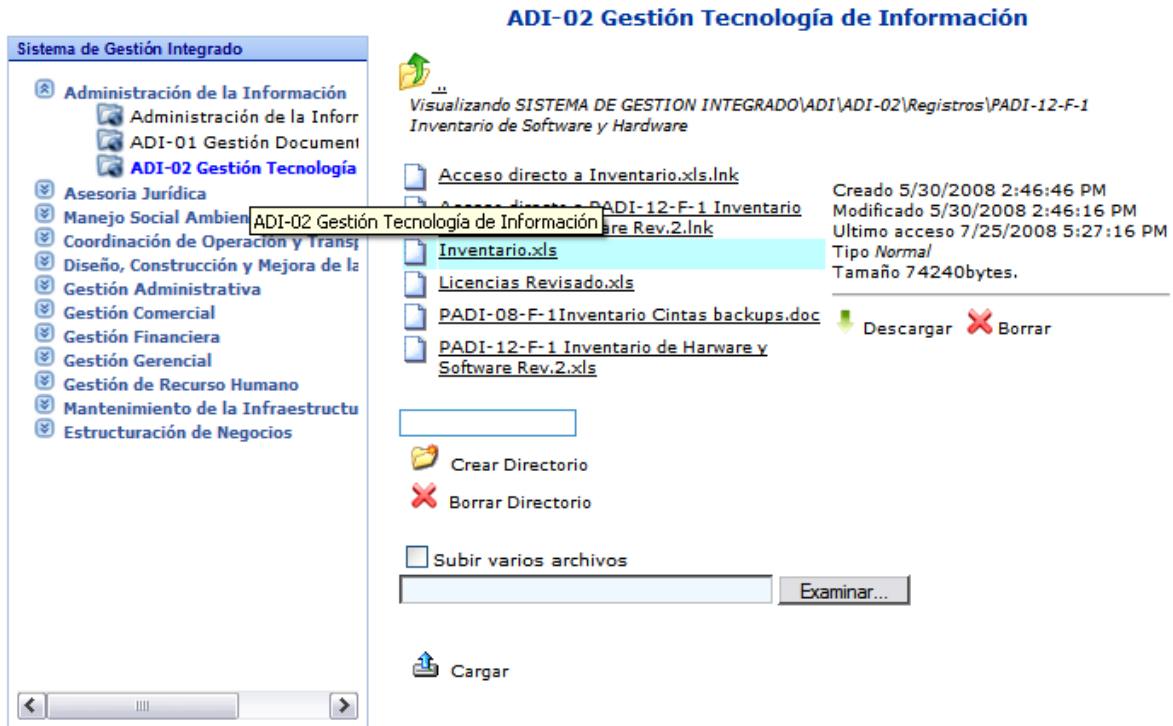 ADI-02 Gestión Tecnología de Información
Sistema de Gestión Integrado
Administración de la Información
Administración de la Inforr
ADI-01 Gestión Document
ADI-02 Gestión Tecnología
Asesoria Jurídica
Manejo Social Ambien
ADI-02 Gestión Tecnología de Información
Coordinación de Operación y Transp
Diseño, Construcción y Mejora de la
Gestión Administrativa
Gestión Comercial
Gestión Financiera
Gestión Gerencial
Gestión de Recurso Humano
Mantenimiento de la Infraestructu
Estructuración de Negocios
..
Visualizando SISTEMA DE GESTION INTEGRADO\ADI\ADI-02\Registros\PADI-12-F-1
Inventario de Software y Hardware
Acceso directo a Inventario.xls.lnk
Acceso directo a PADI-12-F-1 Inventario
are Rev.2.lnk
Inventario.xls
Licencias Revisado.xls
PADI-08-F-1Inventario Cintas backups.doc
PADI-12-F-1 Inventario de Harware y
Software Rev.2.xls
Creado 5/30/2008 2:46:46 PM
Modificado 5/30/2008 2:46:16 PM
Ultimo acceso 7/25/2008 5:27:16 PM
Tipo Normal
Tamaño 74240bytes.
Descargar Borrar
Crear Directorio
Borrar Directorio
Subir varios archivos
Examinar...
Cargar